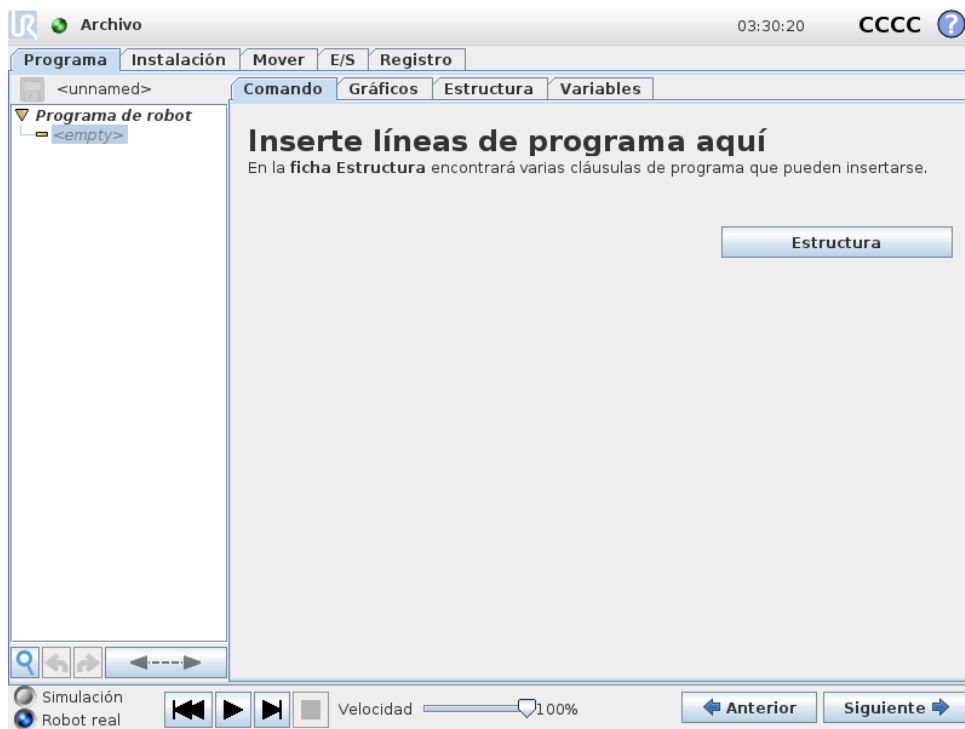 UR Archivo 03:30:20 CCCC ?
Programa Instalación Mover E/S Registro
<unnamed> Comando Gráficos Estructura Variables
Programa de robot
<empty>
Inserte líneas de programa aquí
En la ficha Estructura encontrará varias cláusulas de programa que pueden insertarse.
Estructura
Simulación
Robot real
Velocidad 100% Anterior Siguiente